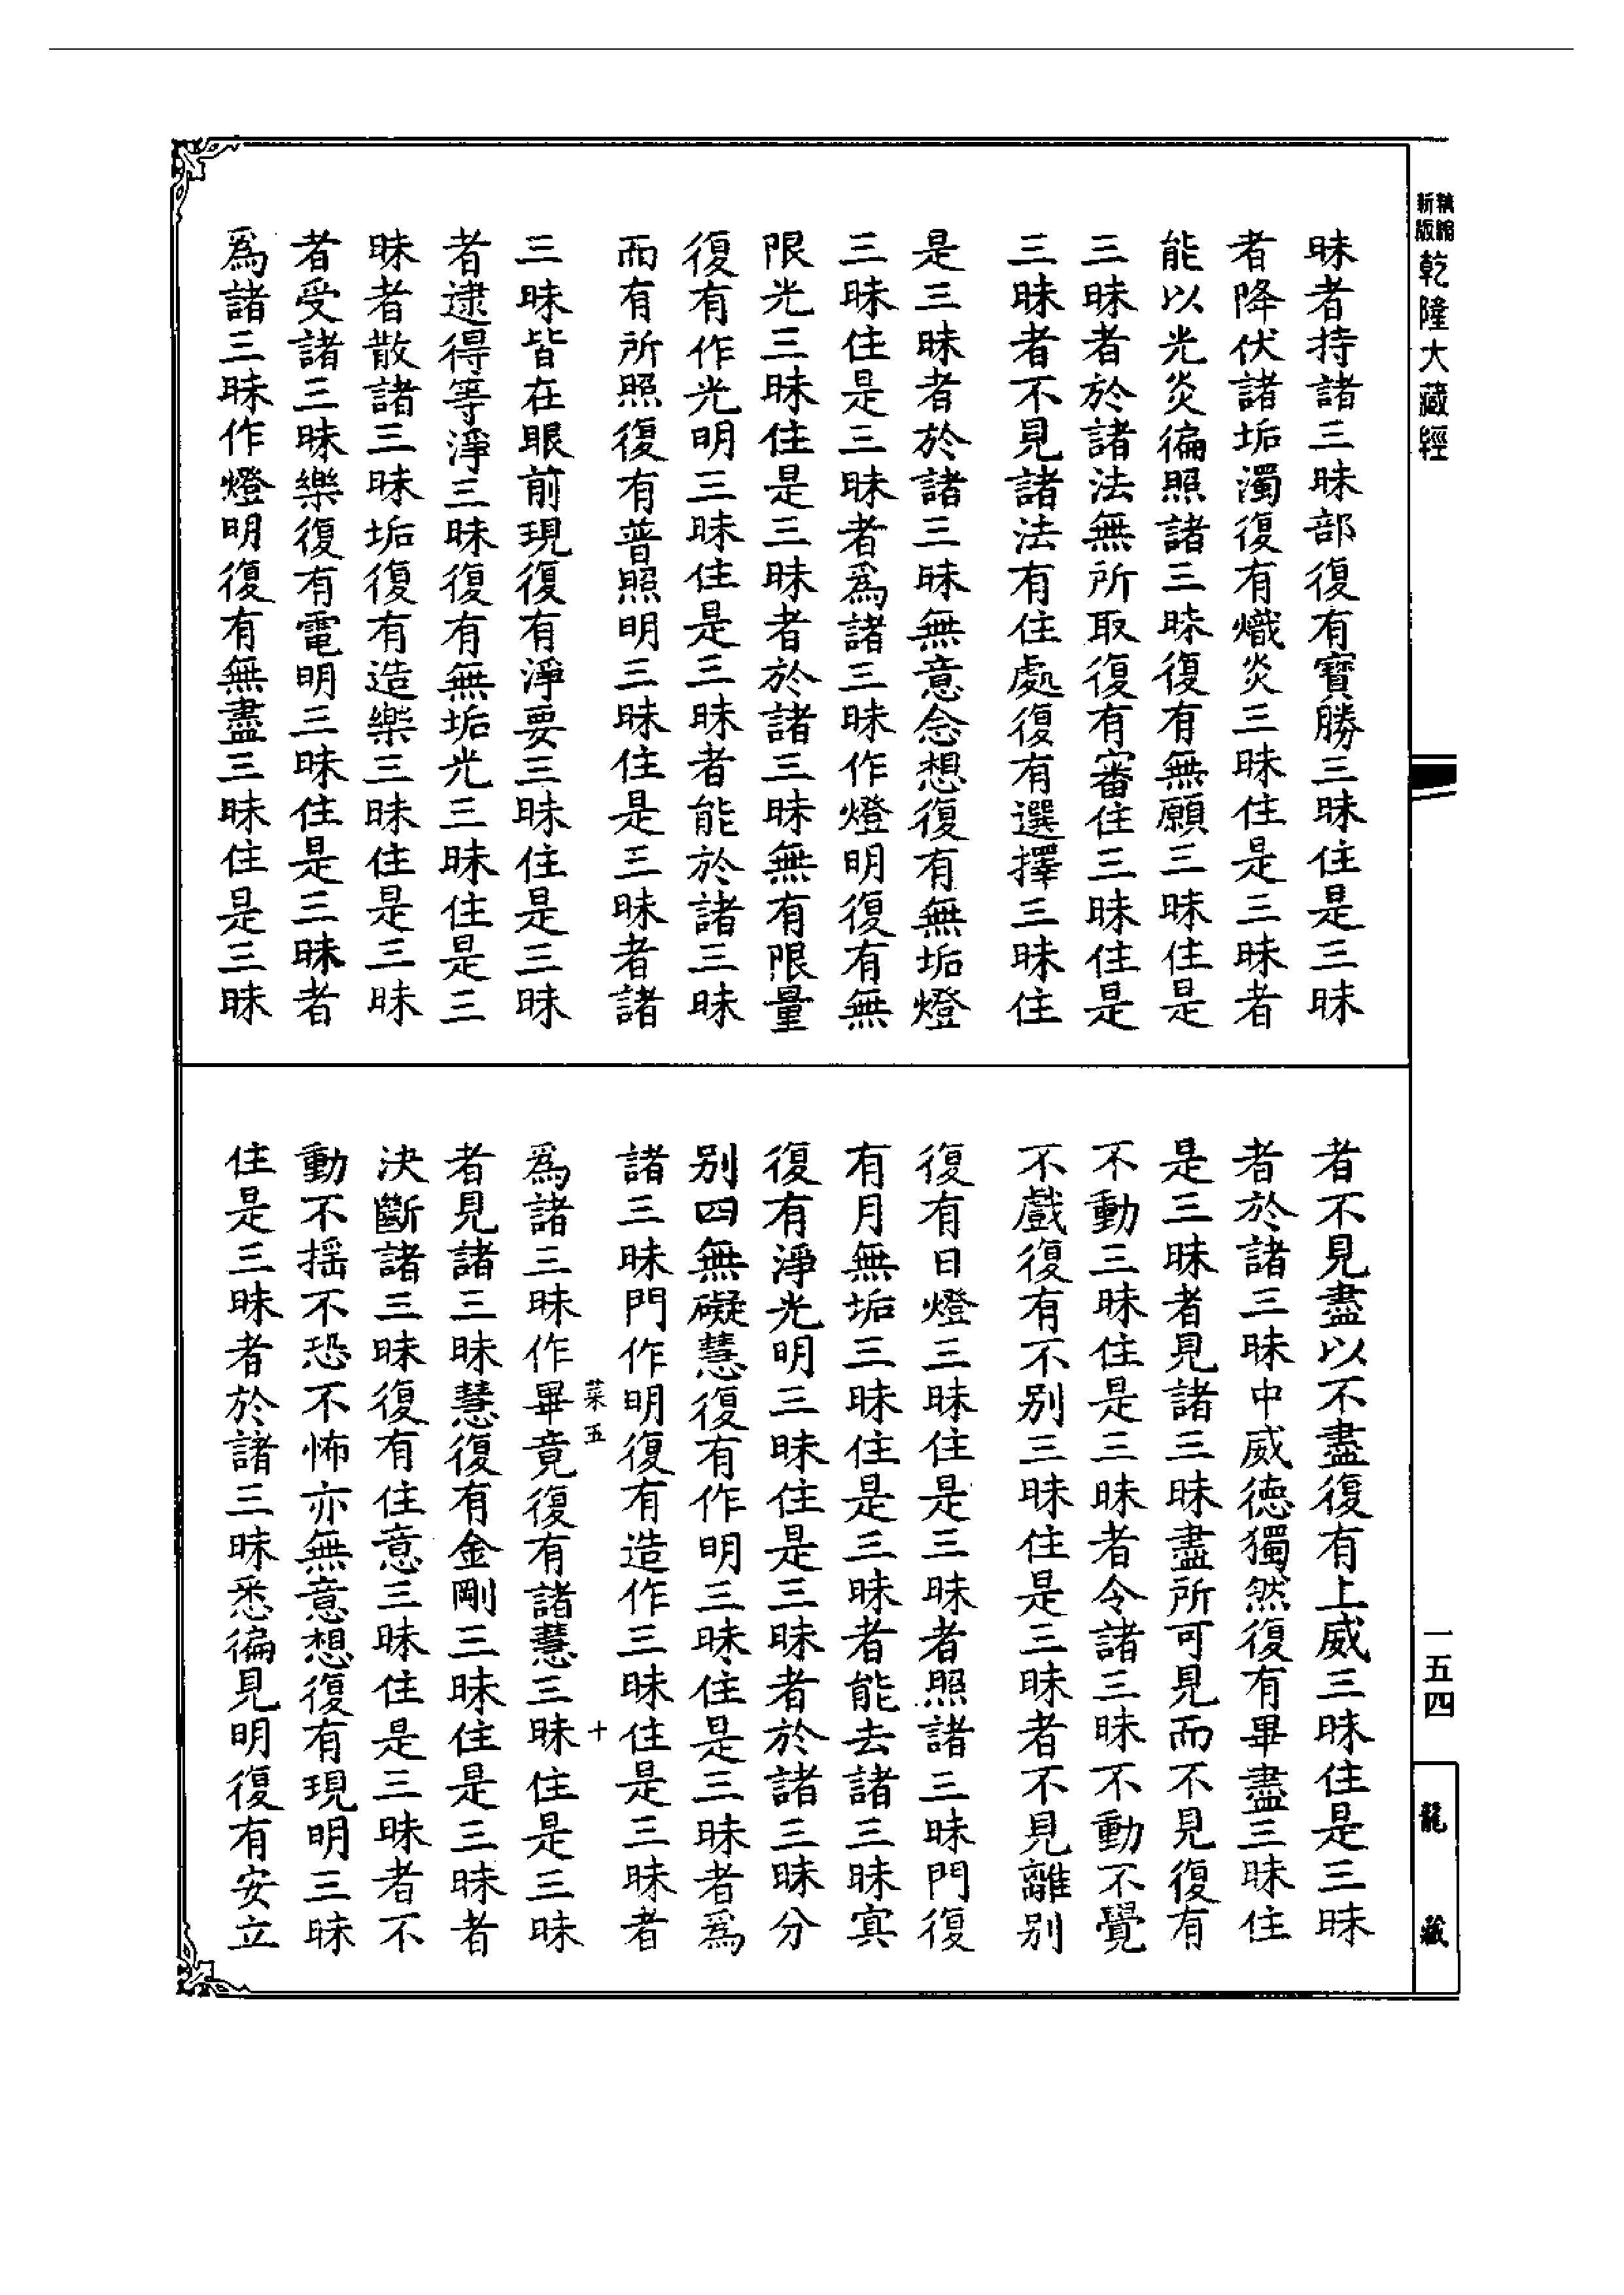 精縮新版乾隆大藏經
昧者持諸三昧部復有寶勝三昧住是三昧
者降伏諸垢濁復有熾炎三昧住是三昧者
能以光炎徧照諸三昧復有無願三昧住是
三昧者於諸法無所取復有審住三昧住是
三昧者不見諸法有住處復有選擇三昧住
是三昧者於諸三昧無意念想復有無垢燈
三昧住是三昧者為諸三昧作燈明復有無
限光三昧住是三昧者於諸三昧無有限量
復有作光明三昧住是三昧者能於諸三昧
而有所照復有普照明三昧住是三昧者諸
三昧皆在眼前現復有淨要三昧住是三昧
者逮得等淨三昧復有無垢光三昧住是三
昧者散諸三昧垢復有造樂三昧住是三昧
者受諸三昧樂復有電明三昧住是三昧者
為諸三昧作燈明復有無盡三昧住是三昧
者不見盡以不盡復有上威三昧住是三昧
者於諸三昧中威德獨然復有畢盡三昧住
是三昧者見諸三昧盡所可見而不見復有
不動三昧住是三昧者令諸三昧不動不覺
不戲復有不别三昧住是三昧者不見離别
復有日燈三昧住是三昧者照諸三昧門復
有月無垢三昧住是三昧者能去諸三昧寘
復有淨光明三昧住是三昧者於諸三昧分
别四無礙慧復有作明三昧住是三昧者為
諸三昧門作明復有造作三昧住是三昧者
菜五 十
為諸三昧作畢竟復有諸慧三昧住是三昧
者見諸三昧慧復有金剛三昧住是三昧者
決斷諸三昧復有住意三昧住是三昧者不
動不搖不恐不怖亦無意想復有現明三昧
住是三昧者於諸三昧悉徧見明復有安立
一五四
龍藏